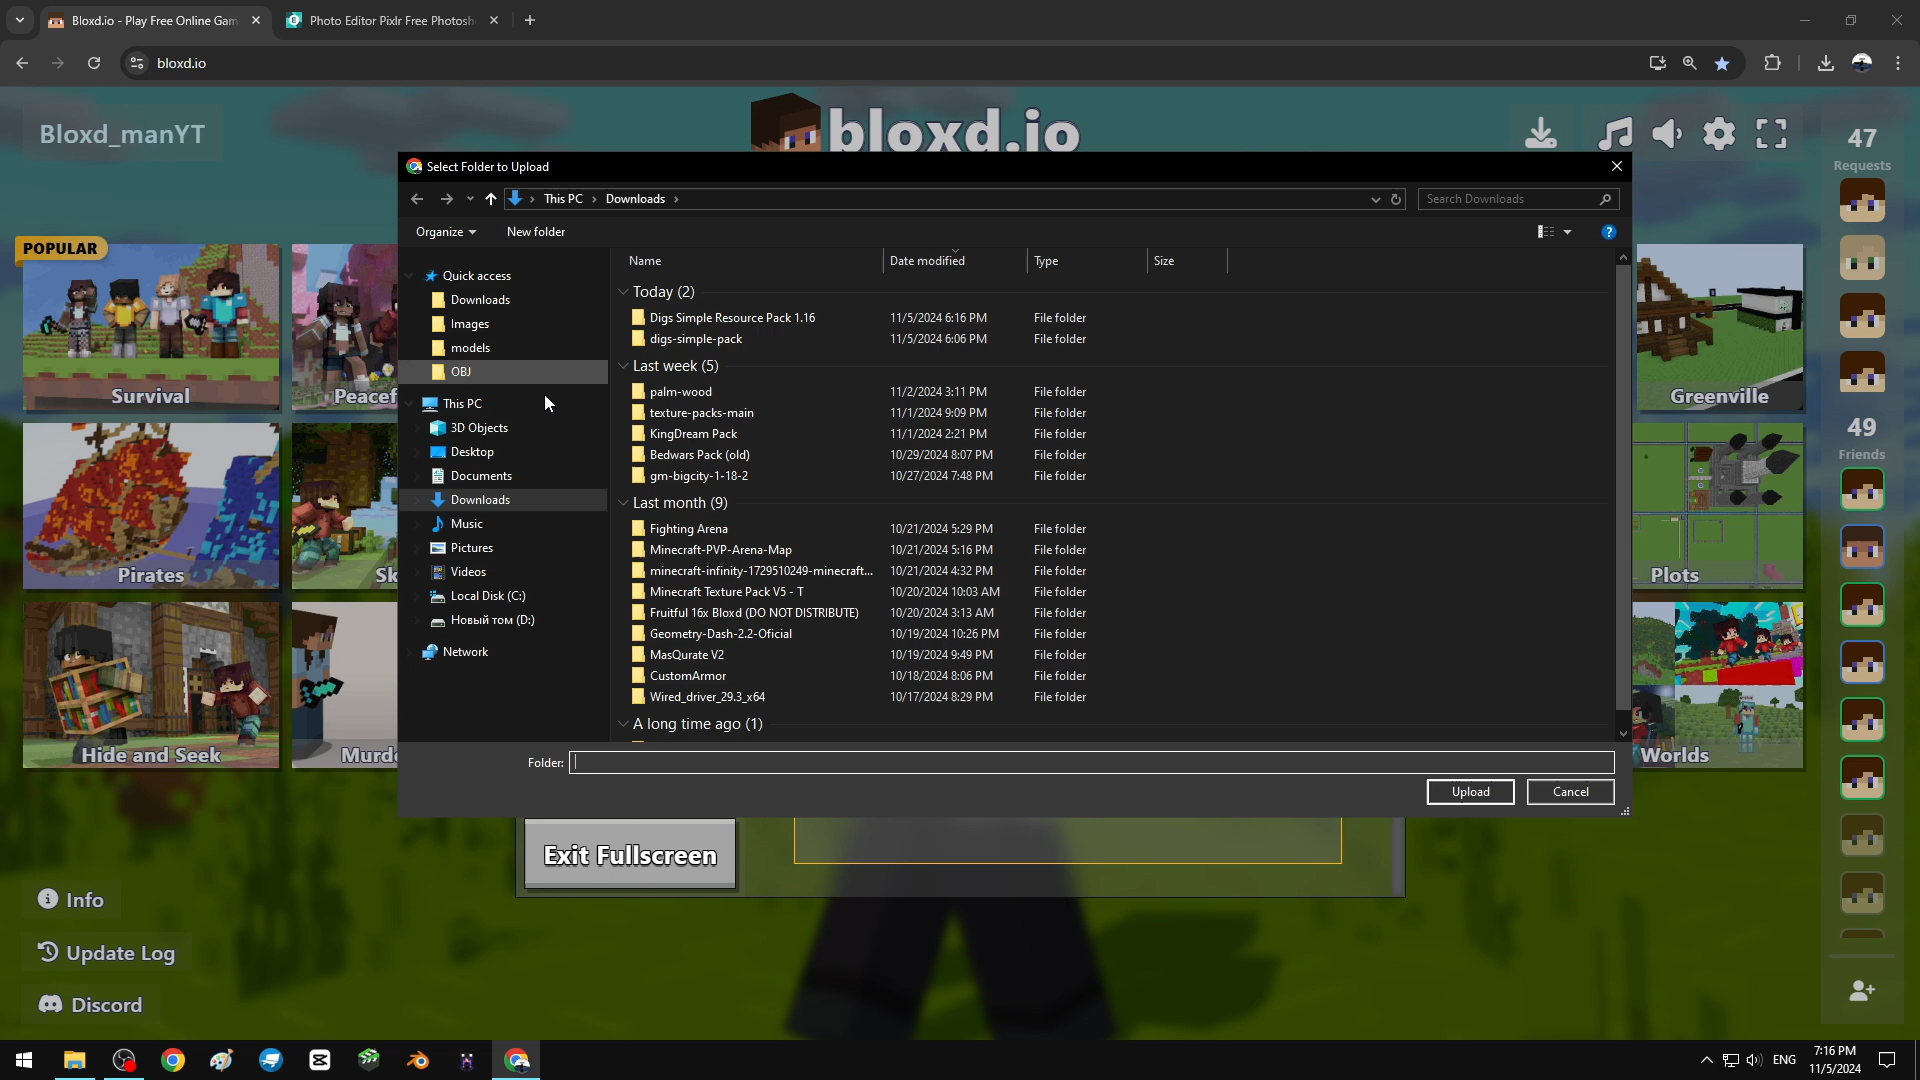 Bloxd.io - Play Free Online Gam
Photo Editor Pixlr Free Photosh
bloxd.io
Bloxd_manYT
bloxd.io
47
Requests
Select Folder to Upload
This PC
Downloads
Search Downloads
Organize
New folder
POPULAR
Survival
Peacef
Pirates
Sk
Hide and Seek
Murd
Quick access
Downloads
Images
models
OBJ
This PC
3D Objects
Desktop
Documents
Downloads
Music
Pictures
Videos
Local Disk (C:)
Новый том (D:)
Network
Name Date modified Type Size
Today (2)
Digs Simple Resource Pack 1.16 11/5/2024 6:16 PM File folder
digs-simple-pack 11/5/2024 6:06 PM File folder
Last week (5)
palm-wood 11/2/2024 3:11 PM File folder
texture-packs-main 11/1/2024 9:09 PM File folder
KingDream Pack 11/1/2024 2:21 PM File folder
Bedwars Pack (old) 10/29/2024 8:07 PM File folder
gm-bigcity-1-18-2 10/27/2024 7:48 PM File folder
Last month (9)
Fighting Arena 10/21/2024 5:29 PM File folder
Minecraft-PVP-Arena-Map 10/21/2024 5:16 PM File folder
minecraft-infinity-1729510249-minecraft... 10/21/2024 4:32 PM File folder
Minecraft Texture Pack V5 - T 10/20/2024 10:03 AM File folder
Fruitful 16x Bloxd (DO NOT DISTRIBUTE) 10/20/2024 3:13 AM File folder
Geometry-Dash-2.2-Oficial 10/19/2024 10:26 PM File folder
MasQurate V2 10/19/2024 9:49 PM File folder
CustomArmor 10/18/2024 8:06 PM File folder
Wired_driver_29.3_x64 10/17/2024 8:29 PM File folder
A long time ago (1)
Folder:
Upload
Cancel
Greenville
Plots
Worlds
49
Friends
Exit Fullscreen
Info
Update Log
Discord
ENG
7:16 PM
11/5/2024